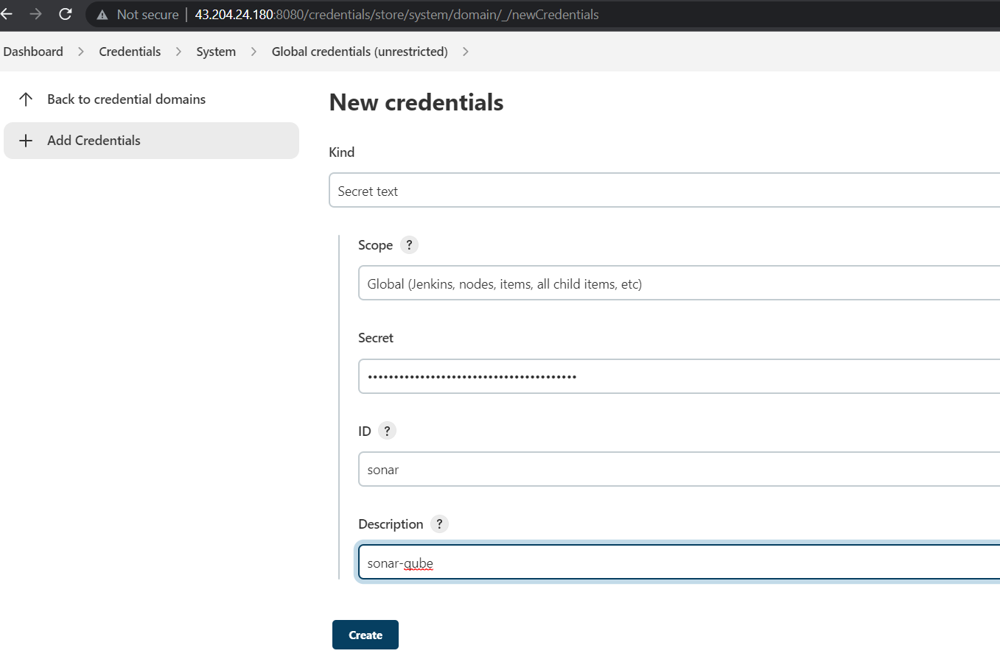 Not secure | 43.204.24.180:8080/credentials/store/system/domain/_/newCredentials
Dashboard > Credentials > System > Global credentials (unrestricted) >
Back to credential domains
Add Credentials
New credentials
Kind
Secret text
Scope ?
Global (Jenkins, nodes, items, all child items, etc)
Secret
••••••••••••••••••••••••••••••••••••••••
ID ?
sonar
Description ?
sonar-qube
Create